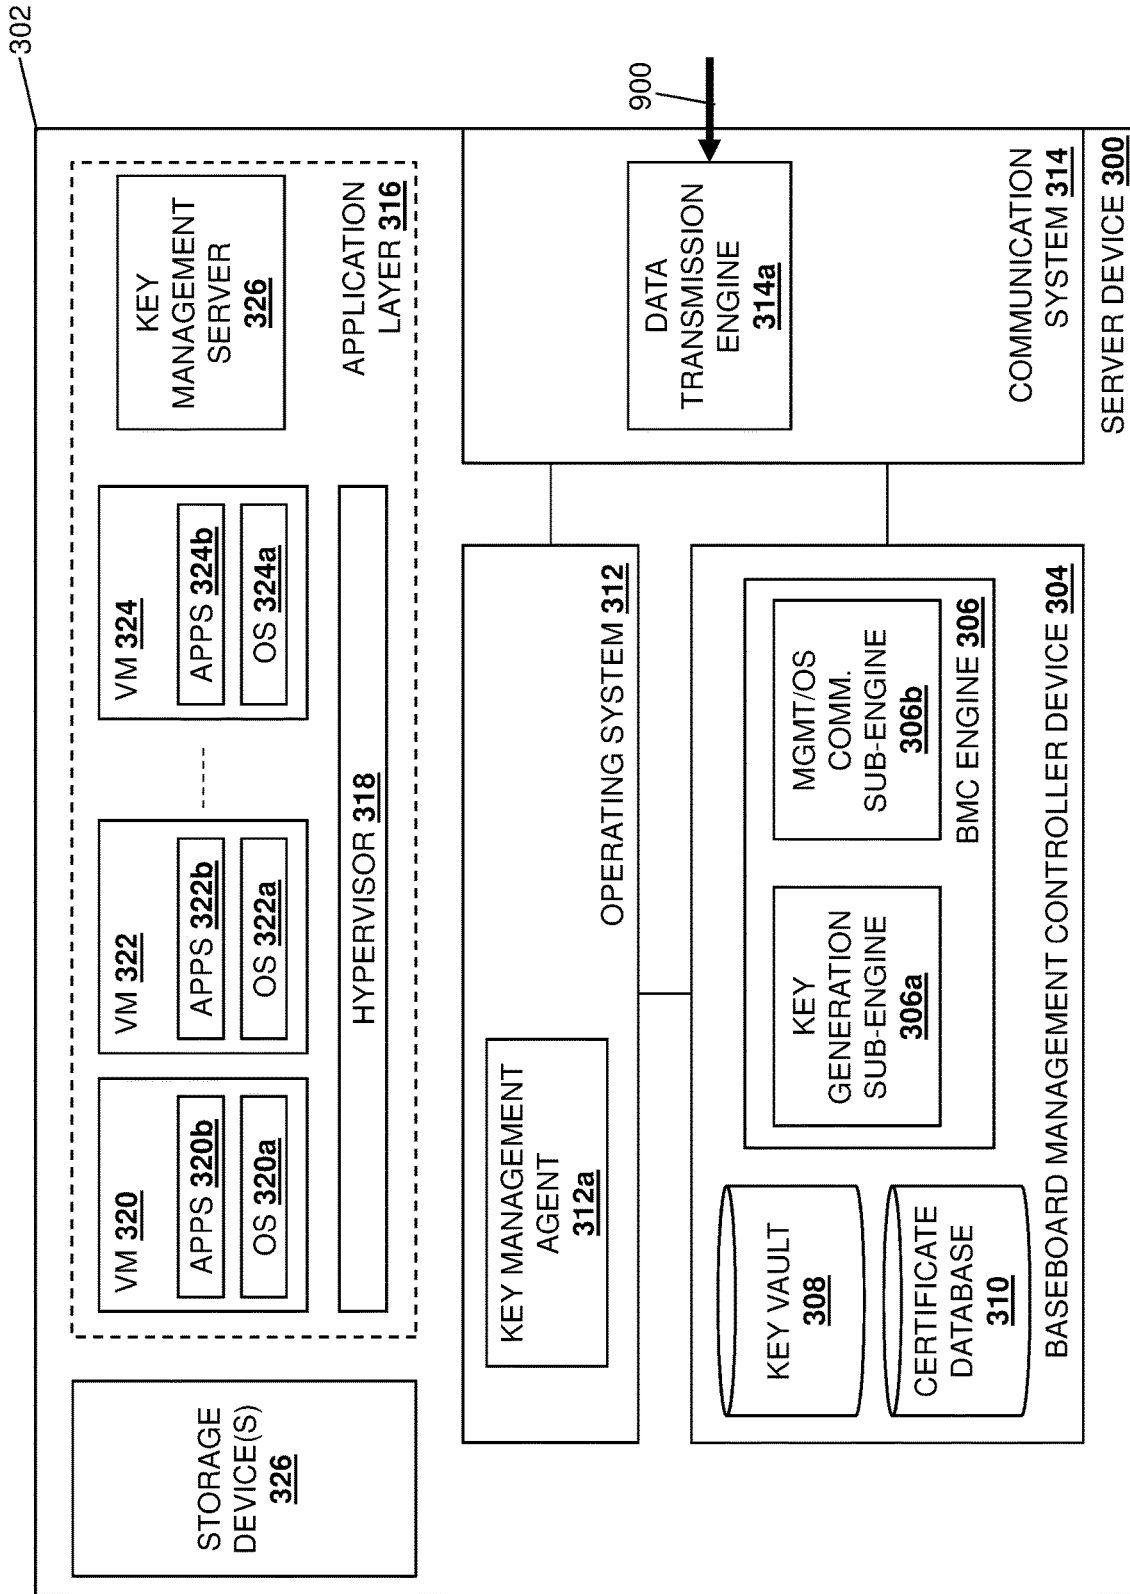 302
STORAGE
DEVICE(S)
326
VM 320
APPS 320b
OS 320a
VM 322
APPS 322b
OS 322a
VM 324
APPS 324b
OS 324a
HYPERVISOR 318
KEY
MANAGEMENT
SERVER
326
APPLICATION
LAYER 316
KEY MANAGEMENT
AGENT
312a
OPERATING SYSTEM 312
KEY VAULT
308
CERTIFICATE
DATABASE
310
KEY
GENERATION
SUB-ENGINE
306a
MGMT/OS
COMM.
SUB-ENGINE
306b
BMC ENGINE 306
BASEBOARD MANAGEMENT CONTROLLER DEVICE 304
DATA
TRANSMISSION
ENGINE
314a
900
COMMUNICATION
SYSTEM 314
SERVER DEVICE 300